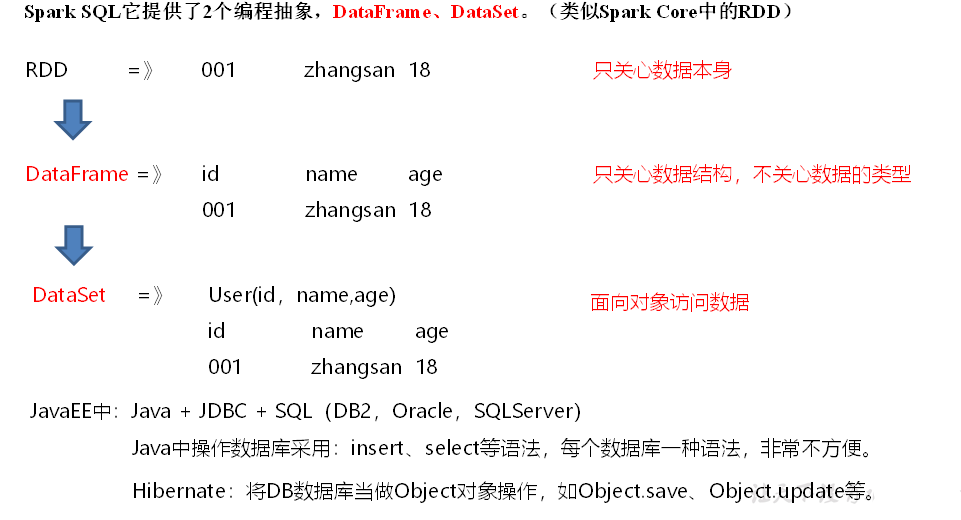 Spark SQL它提供了2个编程抽象，DataFrame、DataSet。（类似Spark Core中的RDD）
RDD =》 001 zhangsan 18 只关心数据本身
DataFrame =》 id name age 只关心数据结构，不关心数据的类型
001 zhangsan 18
DataSet =》 User(id，name,age) 面向对象访问数据
id name age
001 zhangsan 18
JavaEE中：Java + JDBC + SQL（DB2，Oracle，SQLServer）
Java中操作数据库采用：insert、select等语法，每个数据库一种语法，非常不方便。
Hibernate：将DB数据库当做Object对象操作，如Object.save、Object.update等。